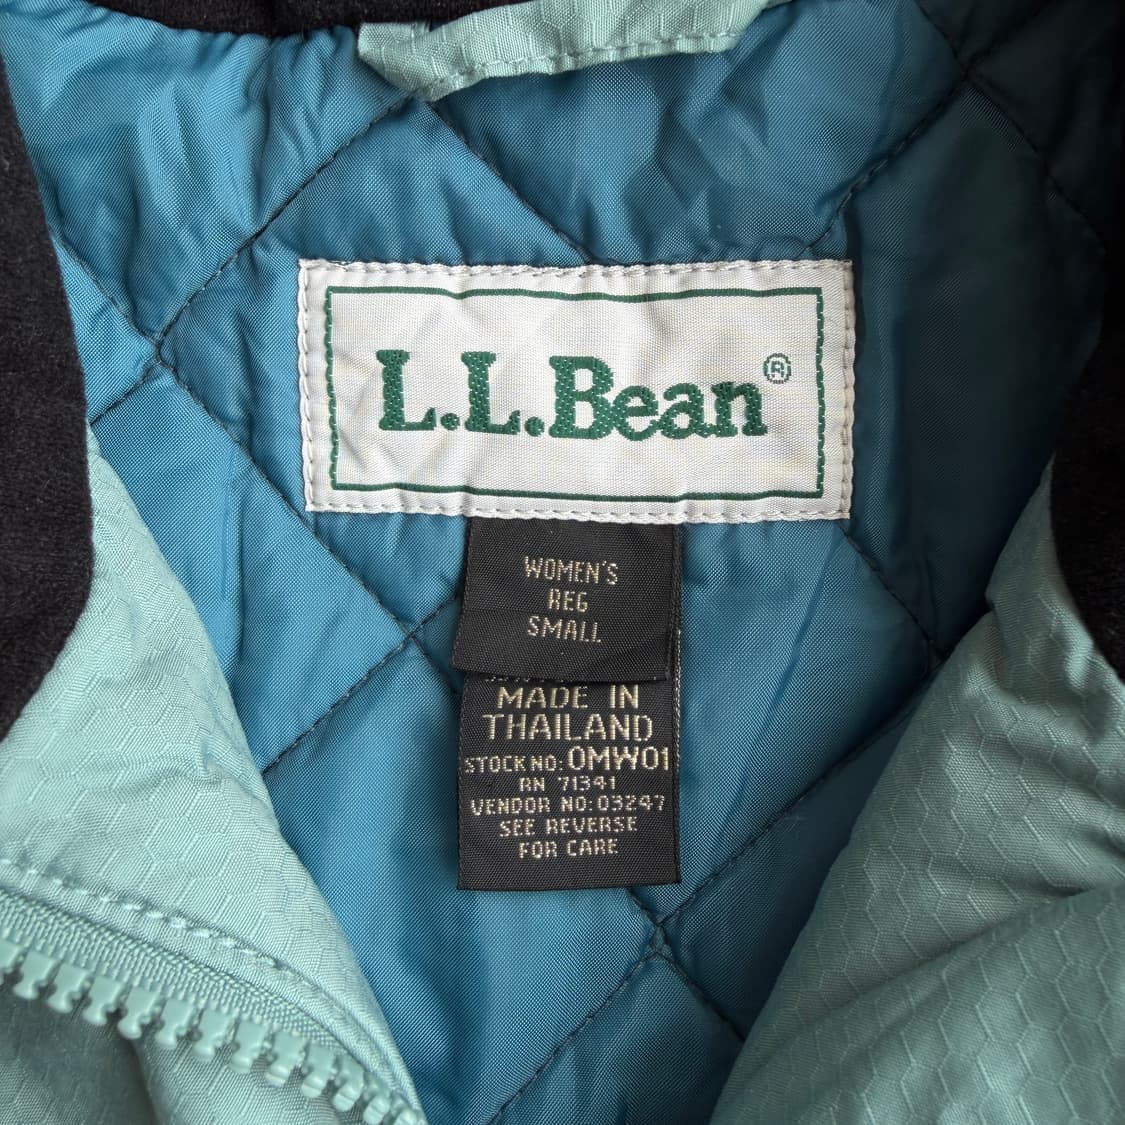 L.L.Bean®
WOMEN'S
REG
SMALL
MADE IN
THAILAND
STOCK NO: 0MW01
RN 71341
VENDOR NO: 03247
SEE REVERSE
FOR CARE